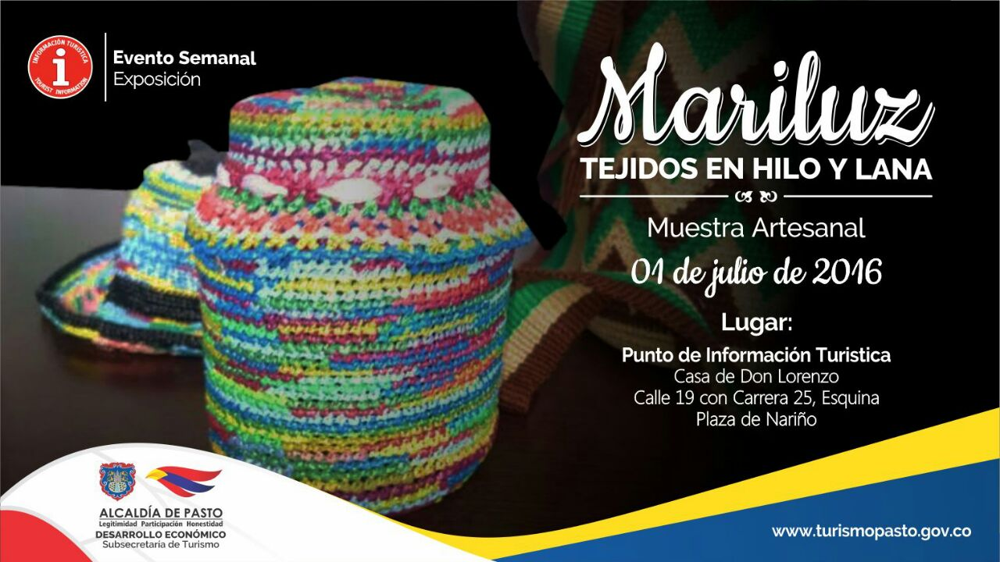 INFORMACIÓN TURISTICA
i
TOURIST INFORMATION
Evento Semanal
Exposición
Mariluz
TEJIDOS EN HILO Y LANA
Muestra Artesanal
01 de julio de 2016
Lugar:
Punto de Información Turistica
Casa de Don Lorenzo
Calle 19 con Carrera 25, Esquina
Plaza de Nariño
ALCALDÍA DE PASTO
Legitimidad Participación Honestidad
DESARROLLO ECONÓMICO
Subsecretaria de Turismo
www.turismopasto.gov.co